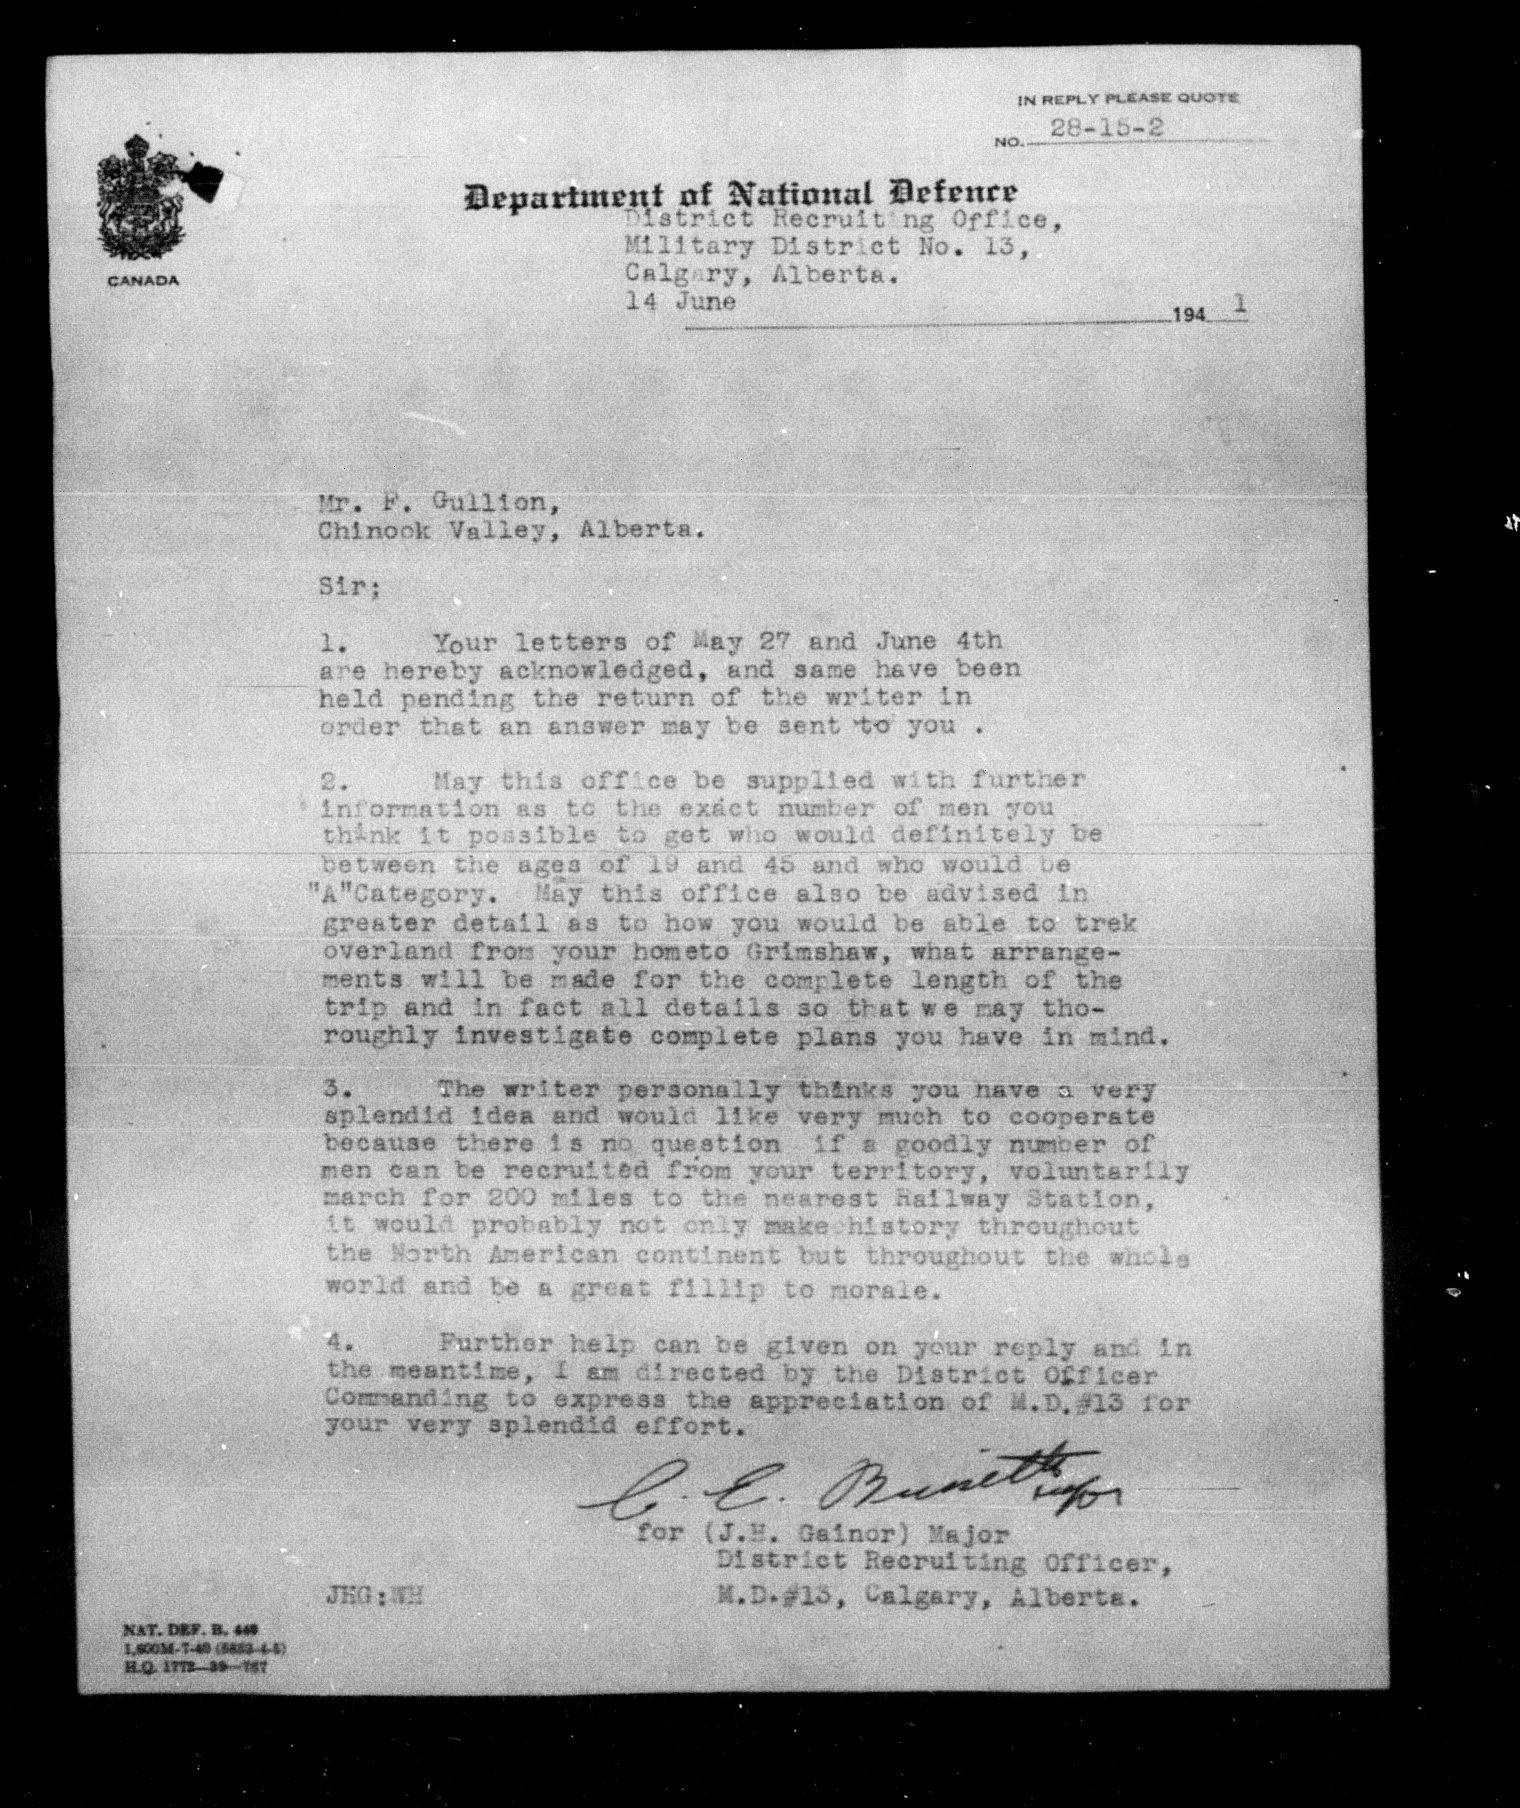 IN REPLY PLEASE QUOTE
NO. 28-15-2
CANADA
Department of National Defence
District Recruiting Office,
Military District No. 13,
Calgary, Alberta.
14 June 194 1
Mr. F. Gullion,
Chinook Valley, Alberta.
Sir;
1. Your letters of May 27 and June 4th
are hereby acknowledged, and same have been
held pending the return of the writer in
order that an answer may be sent to you .
2. May this office be supplied with further
information as to the exact number of men you
think it possible to get who would definitely be
between the ages of 19 and 45 and who would be
"A"Category. May this office also be advised in
greater detail as to how you would be able to trek
overland from your hometo Grimshaw, what arrange-
ments will be made for the complete length of the
trip and in fact all details so that we may tho-
roughly investigate complete plans you have in mind.
3. The writer personally thinks you have a very
splendid idea and would like very much to cooperate
because there is no question if a goodly number of
men can be recruited from your territory, voluntarily
march for 200 miles to the nearest Railway Station,
it would probably not only make history throughout
the North American continent but throughout the whole
world and be a great fillip to morale.
4. Further help can be given on your reply and in
the meantime, I am directed by the District Officer
Commanding to express the appreciation of M.D.#13 for
your very splendid effort.
C. E.
for (J.H. Gainor) Major
District Recruiting Officer,
JHG:WH M.D.#13, Calgary, Alberta.
NAT. DEF. B. 446
H.Q. 1772-39-767